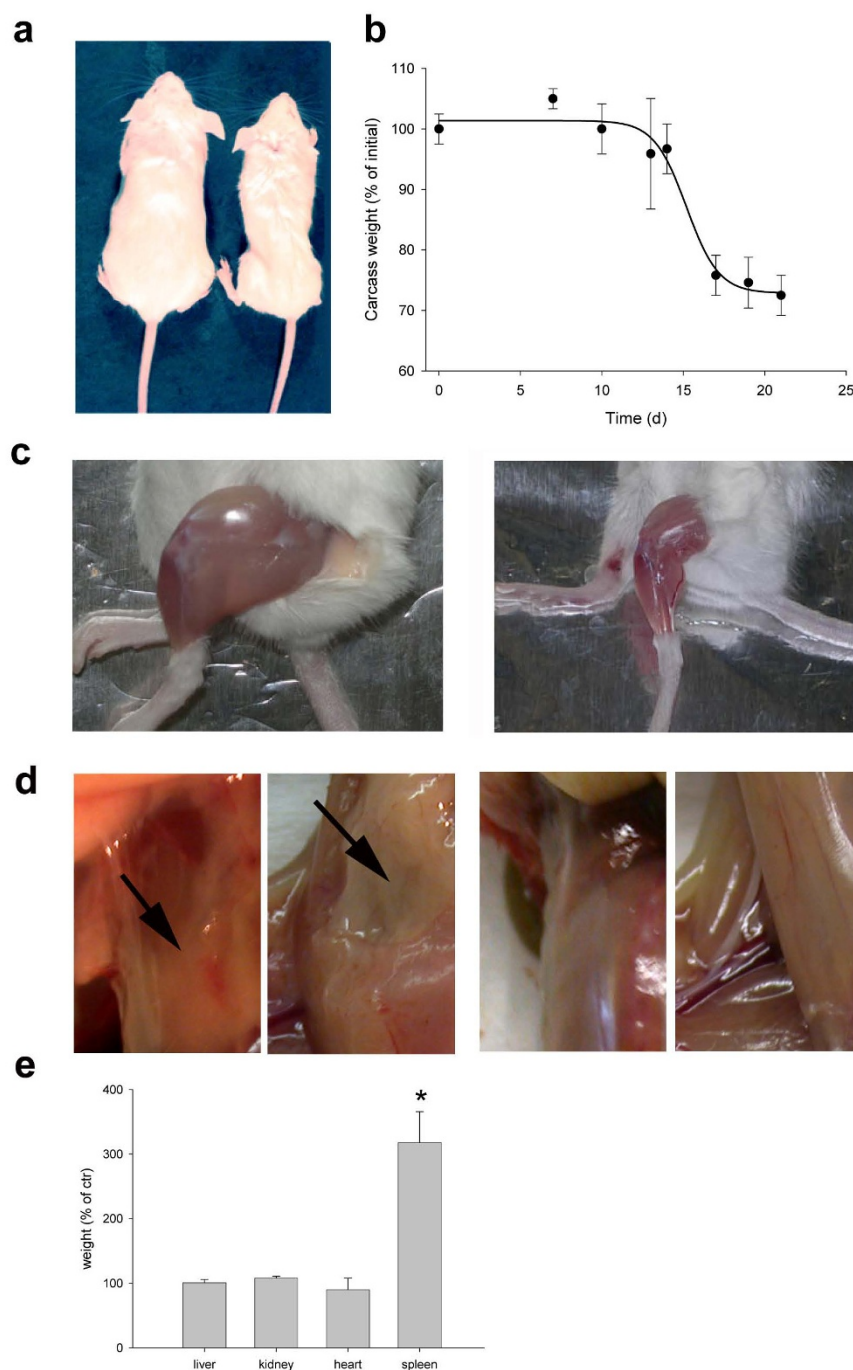 a
b
110
100
90
80
70
60
Carcass weight (% of initial)
0 5 10 15 20 25
Time (d)
c
d
e
400
300
200
100
0
weight (% of ctr)
*
liver kidney heart spleen